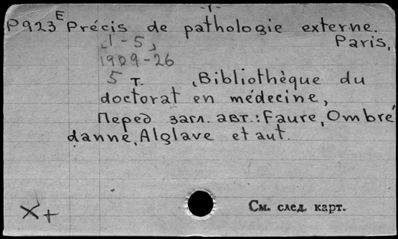 -1-
P923 E Précis de pathologie externe.
[1-5] Paris,
1909-26
5 т. (Bibliothèque du
doctorat en médecine,
Перед загл. авт.: Faure, Ombré
danne, Alglave et aut.
X+
См. след. карт.